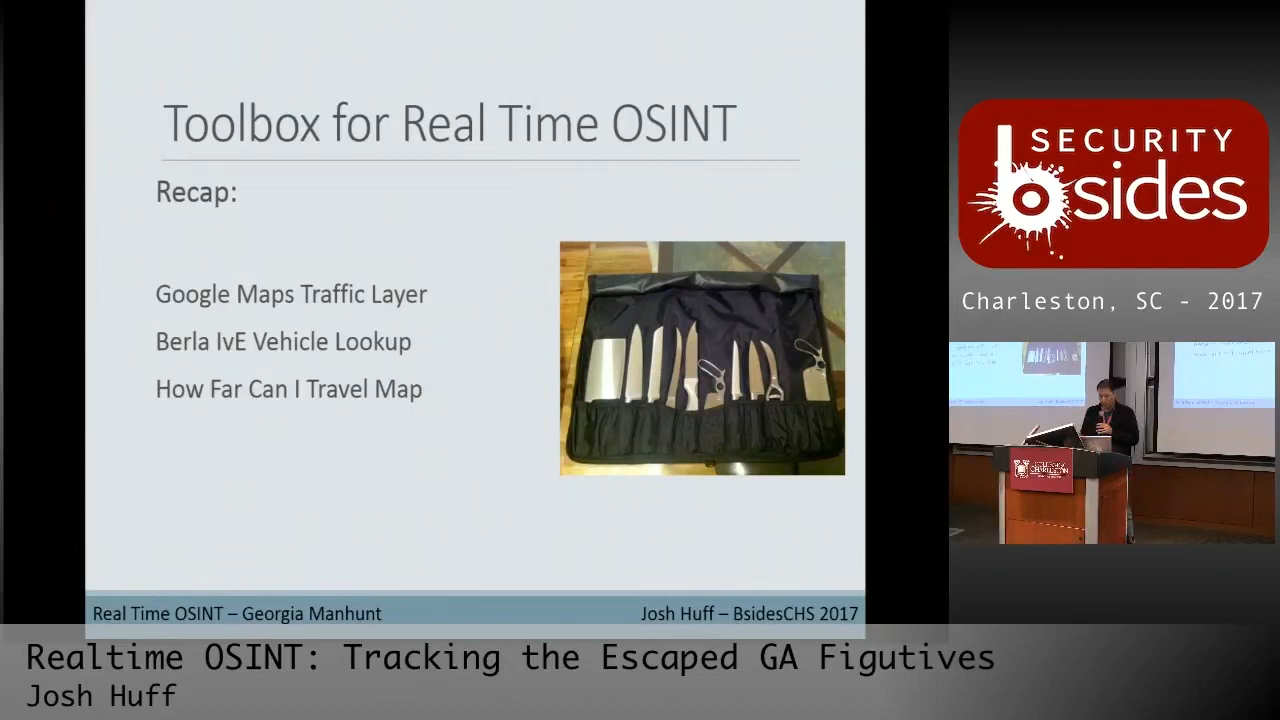 Toolbox for Real Time OSINT
Recap:
Google Maps Traffic Layer
Berla IvE Vehicle Lookup
How Far Can I Travel Map
Real Time OSINT – Georgia Manhunt
Josh Huff – BsidesCHS 2017
SECURITY
bsides
Charleston, SC - 2017
CHARLESTON
Realtime OSINT: Tracking the Escaped GA Figutives
Josh Huff